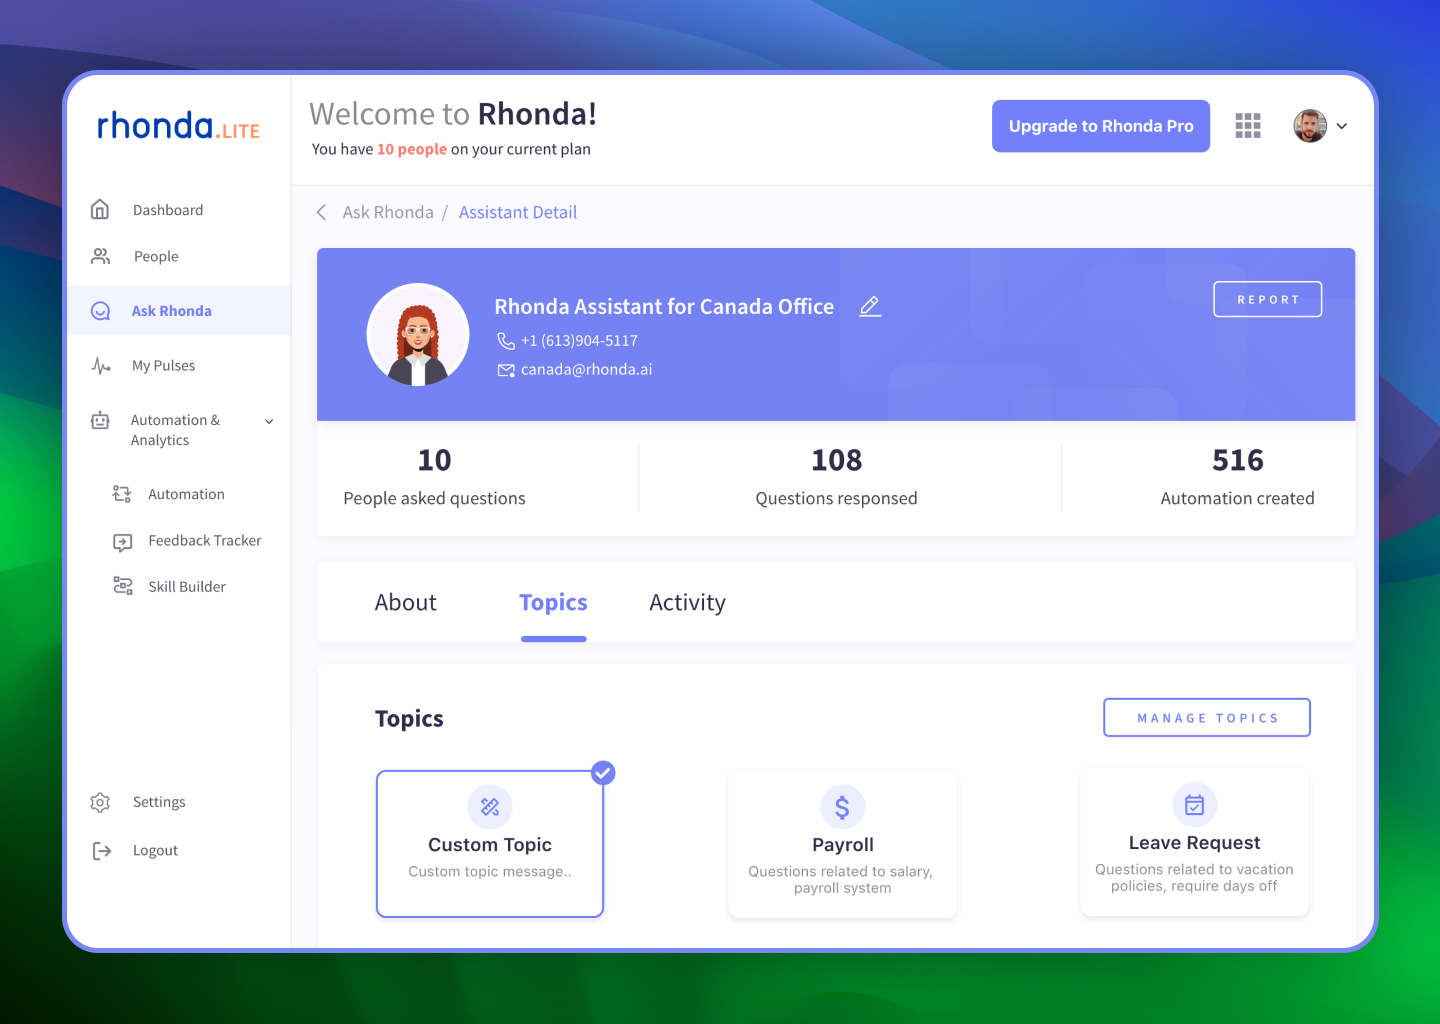 rhonda.LITE
Welcome to Rhonda!
You have 10 people on your current plan
Upgrade to Rhonda Pro
Dashboard
People
Ask Rhonda
My Pulses
Automation &
Analytics
Automation
Feedback Tracker
Skill Builder
Settings
Logout
Ask Rhonda / Assistant Detail
Rhonda Assistant for Canada Office
+1 (613)904-5117
canada@rhonda.ai
REPORT
10
People asked questions
108
Questions responsed
516
Automation created
About
Topics
Activity
Topics
MANAGE TOPICS
Custom Topic
Custom topic message..
Payroll
Questions related to salary,
payroll system
Leave Request
Questions related to vacation
policies, require days off